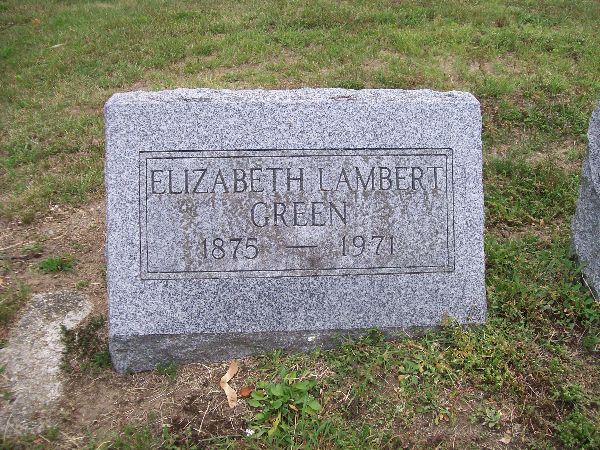 ELIZABETH LAMBERT
GREEN
1875 — 1971